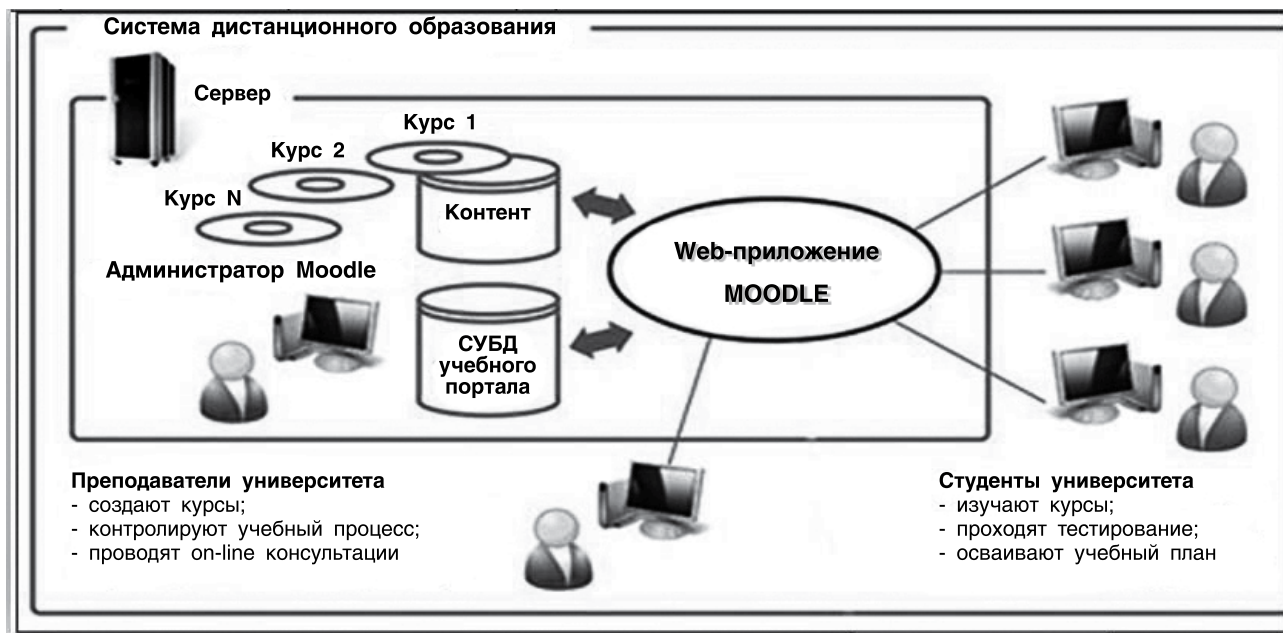 Система дистанционного образования
Сервер
Курс 1
Курс 2
Курс N
Контент
Администратор Moodle
СУБД
учебного
портала
Web-приложение
MOODLE
Преподаватели университета
- создают курсы;
- контролируют учебный процесс;
- проводят on-line консультации
Студенты университета
- изучают курсы;
- проходят тестирование;
- осваивают учебный план